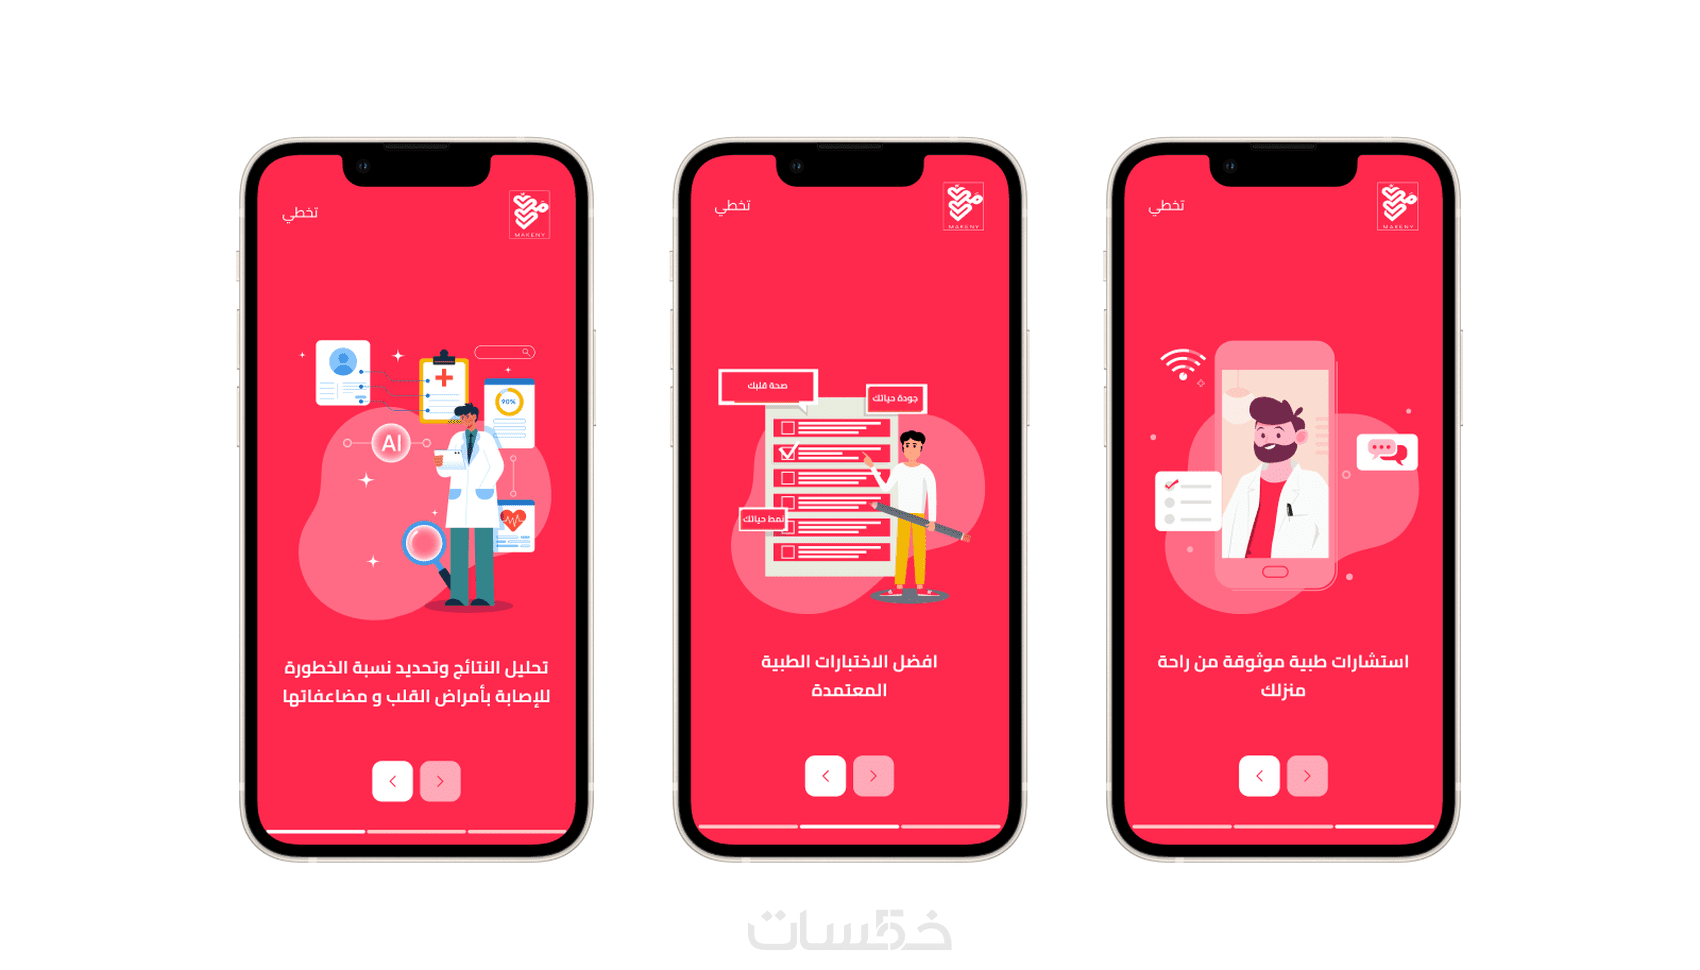 تخطي
MAKENY
AI
90%
تحليل النتائج وتحديد نسبة الخطورة
للإصابة بأمراض القلب و مضاعفاتها
تخطي
MAKENY
صحة قلبك
جودة حياتك
نمط حياتك
افضل الاختبارات الطبية
المعتمدة
تخطي
MAKENY
استشارات طبية موثوقة من راحة
منزلك
خمسات